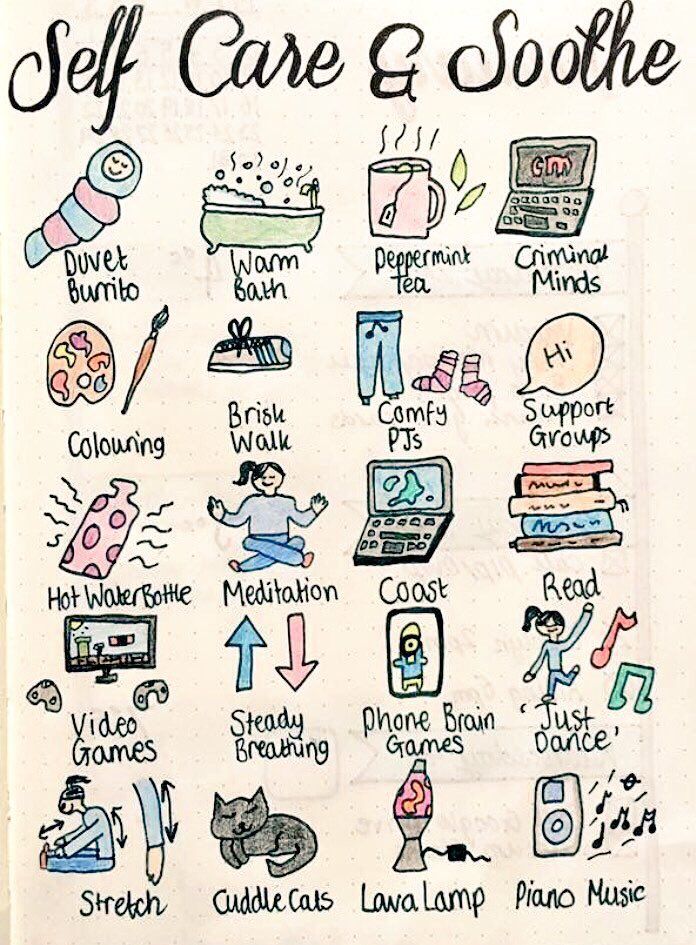 Self Care & Soothe
cm
Duvet
Burrito
Warm
Bath
Peppermint
Tea
Criminal
Minds
Hi
Colouring
Brisk
Walk
Comfy
PJs
Support
Groups
Hot Water Bottle
Meditation
Coast
Read
Video
Games
Steady
Breathing
Phone Brain
Games
'Just
Dance'
Stretch
Cuddle Cats
Lava Lamp
Piano Music